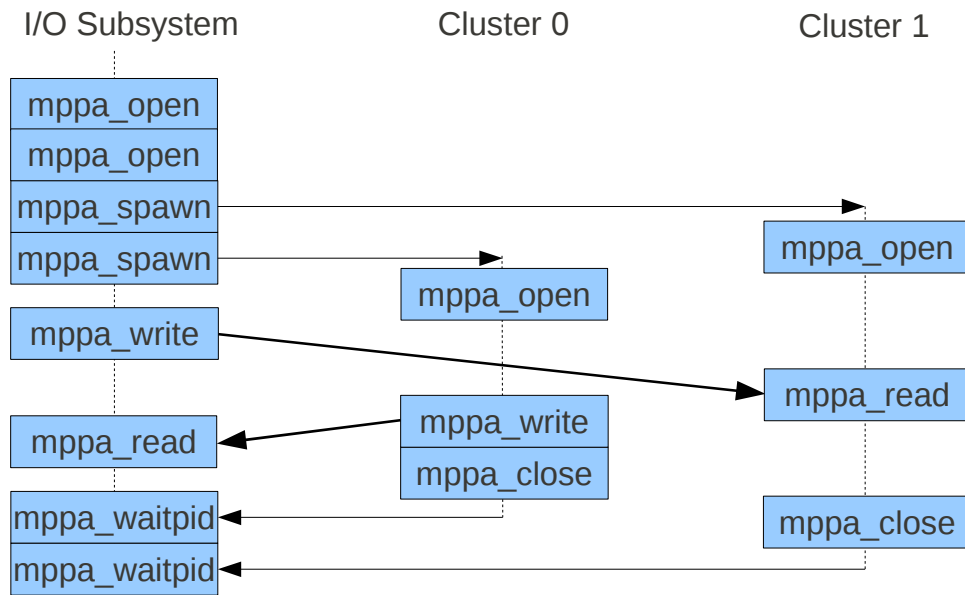 I/O Subsystem
Cluster 0
Cluster 1
mppa_open
mppa_open
mppa_spawn
mppa_spawn
mppa_write
mppa_read
mppa_waitpid
mppa_waitpid
mppa_open
mppa_write
mppa_close
mppa_open
mppa_read
mppa_close